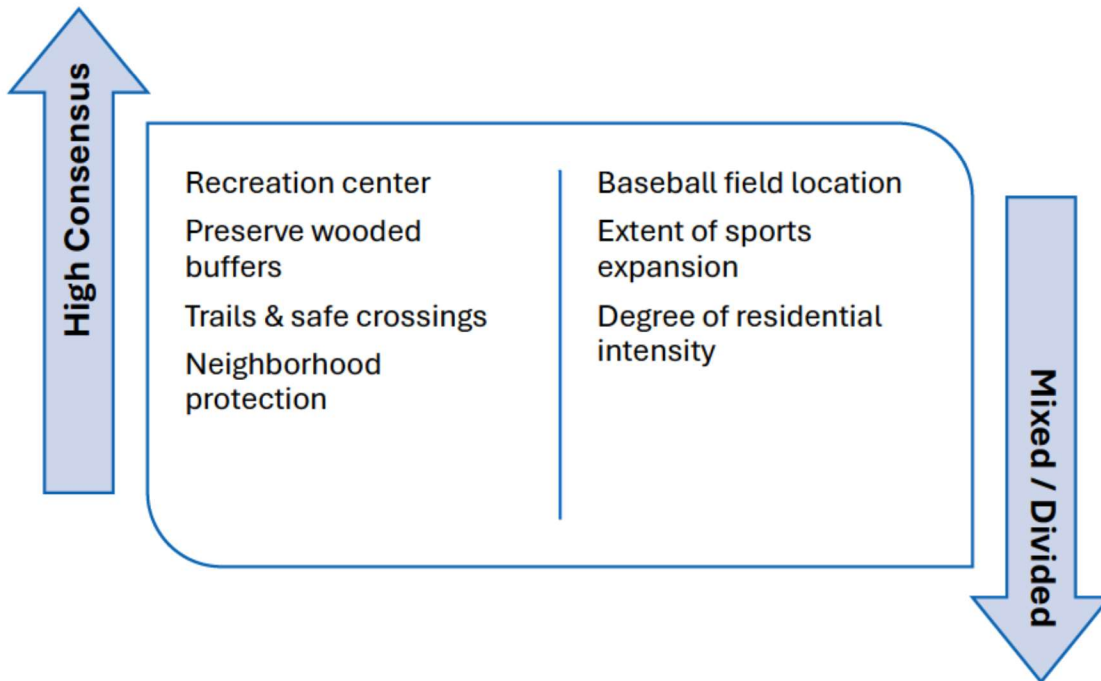 High Consensus
Recreation center
Preserve wooded
buffers
Trails & safe crossings
Neighborhood
protection
Baseball field location
Extent of sports
expansion
Degree of residential
intensity
Mixed / Divided